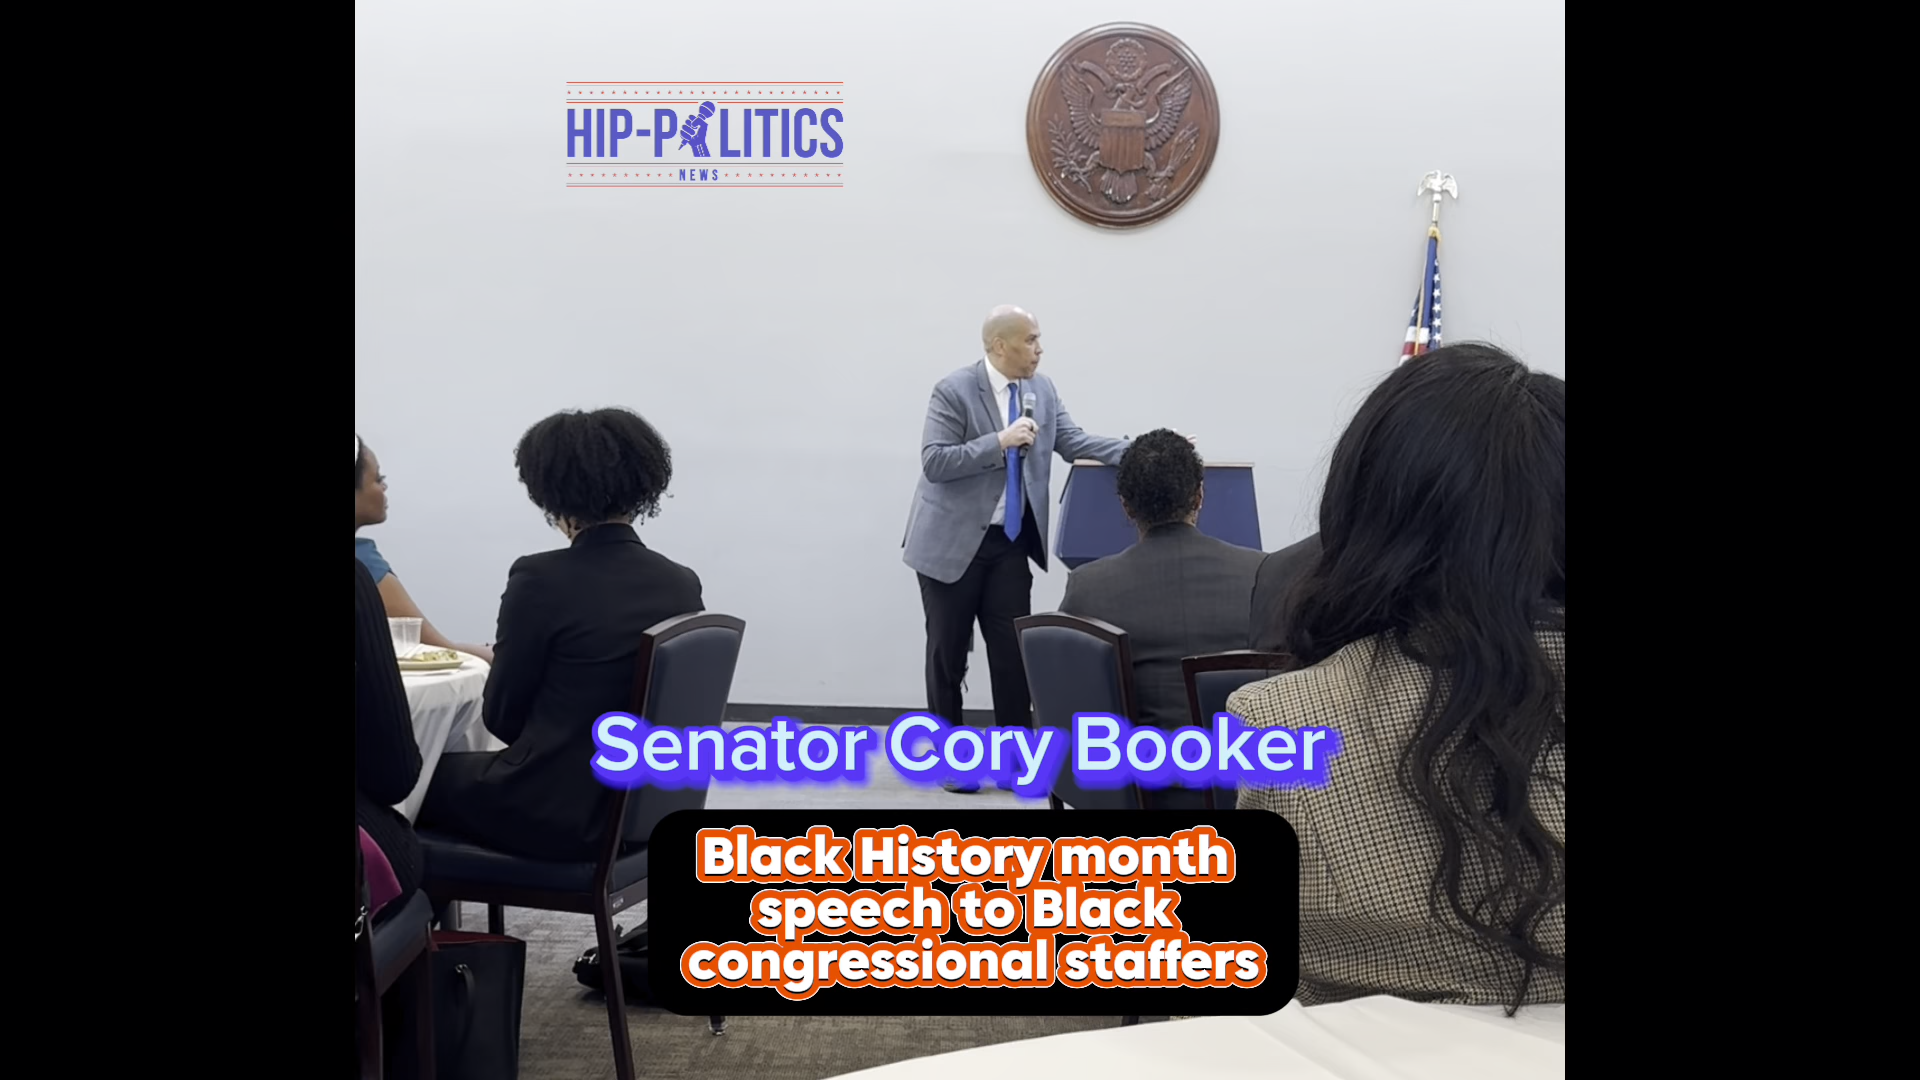 HIP-POLITICS
NEWS
Senator Cory Booker
Black History month
speech to Black
congressional staffers